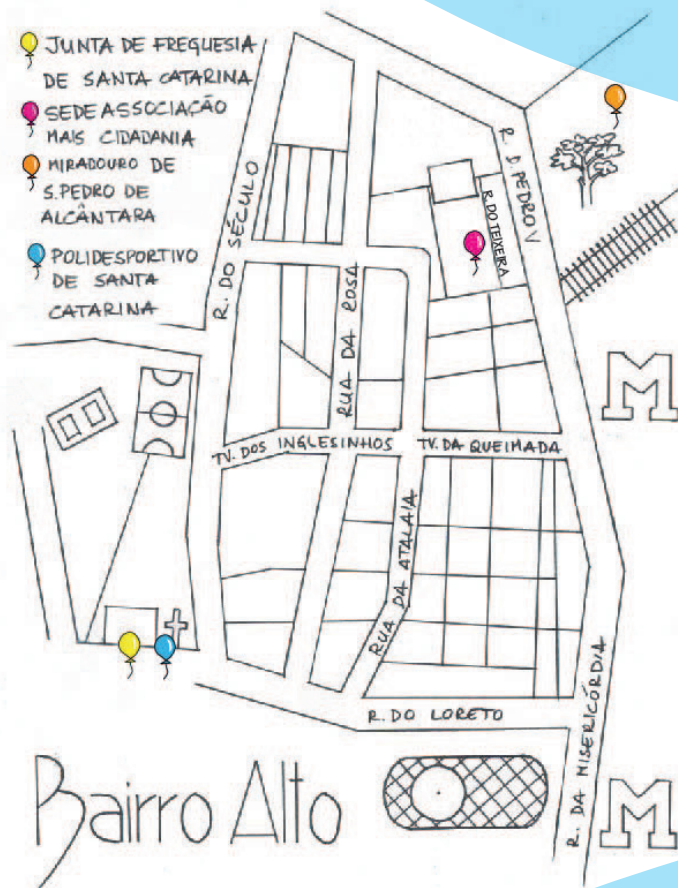 JUNTA DE FREGUESIA
DE SANTA CATARINA
SEDE ASSOCIAÇÃO
MAIS CIDADANIA
MIRADOURO DE
S. PEDRO DE
ALCÂNTARA
POLIDESPORTIVO
DE SANTA
CATARINA
R. DO SÉCULO
R. D. PEDRO V
R. DO TEIXEIRA
RUA DA ROSA
M
TV. DOS INGLESINHOS
TV. DA QUEIMADA
RUA DA ATALAIA
R. DO LORETO
R. DA MISERICÓRDIA
Bairro Alto
M